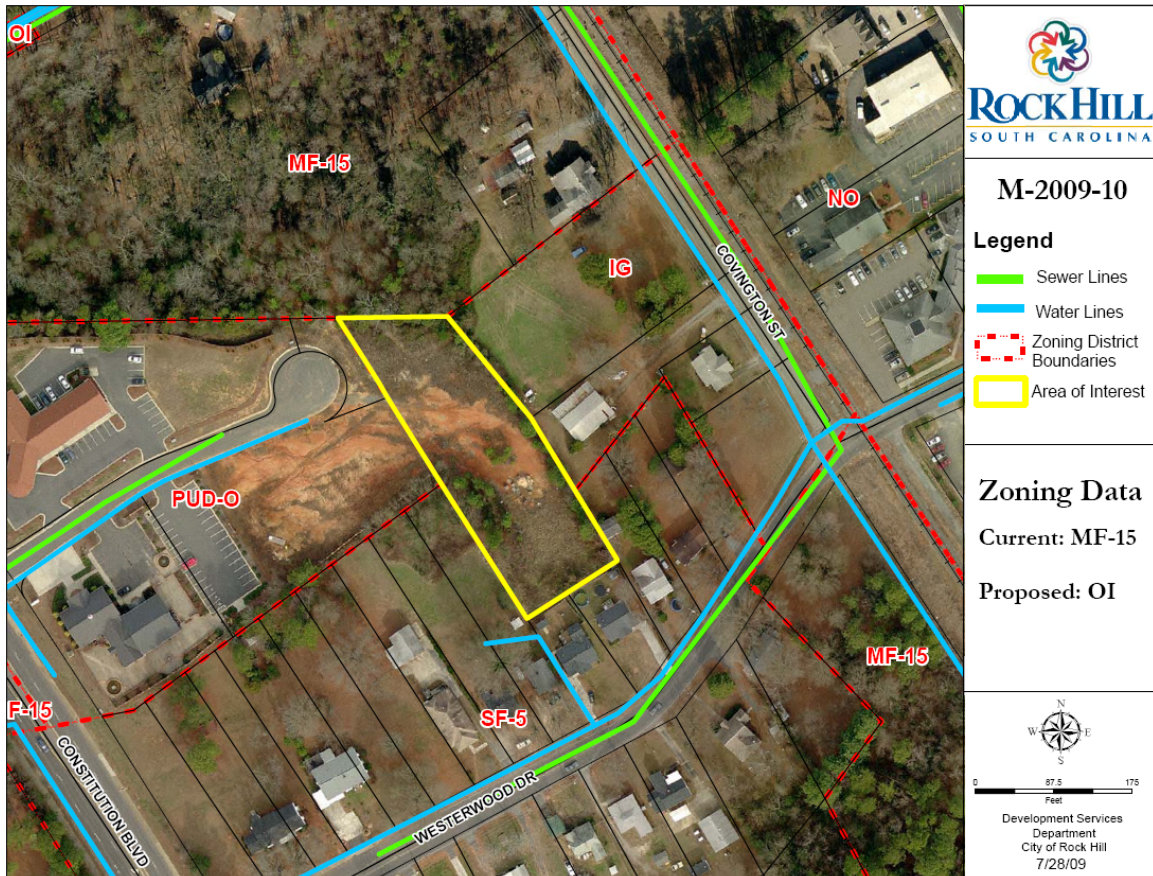 OI
MF-15
NO
IG
COVINGTON ST
PUD-O
MF-15
F-15
SF-5
CONSTITUTION BLVD
WESTERWOOD DR
ROCK HILL
SOUTH CAROLINA
M-2009-10
Legend
Sewer Lines
Water Lines
Zoning District
Boundaries
Area of Interest
Zoning Data
Current: MF-15
Proposed: OI
N
W E
S
0 87.5 175
Feet
Development Services
Department
City of Rock Hill
7/28/09